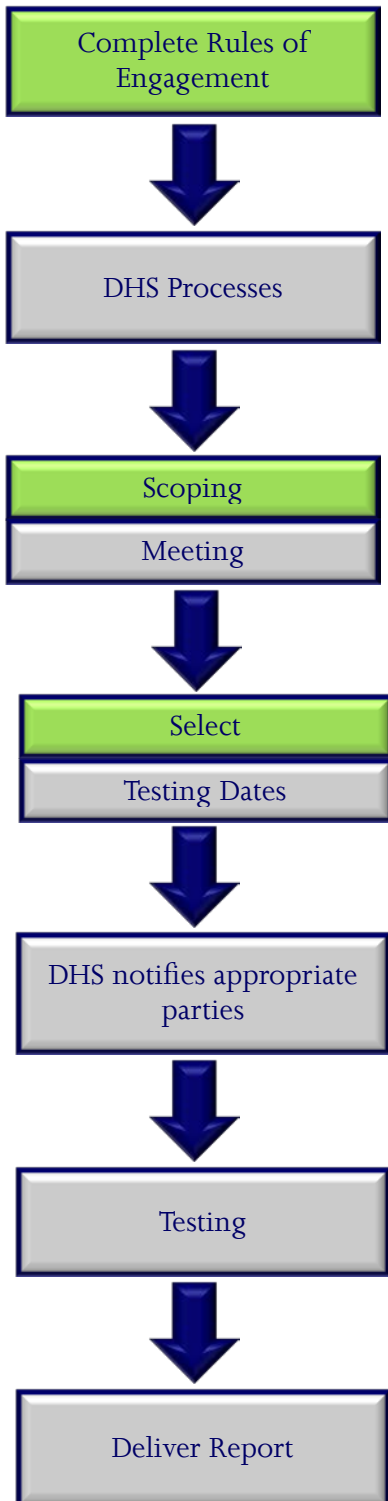 Complete Rules of
Engagement
DHS Processes
Scoping
Meeting
Select
Testing Dates
DHS notifies appropriate
parties
Testing
Deliver Report